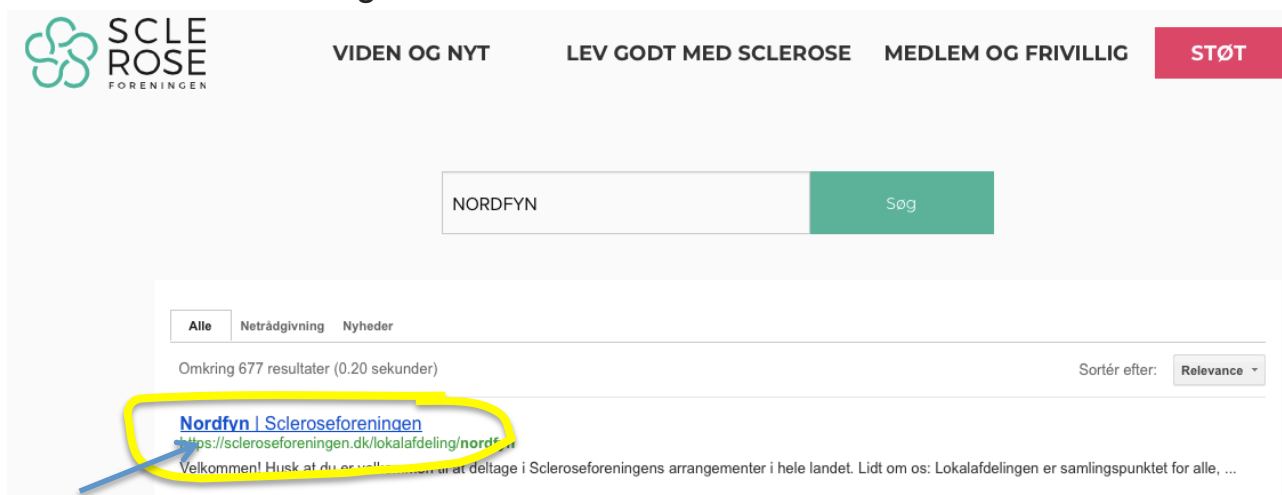 SCLE
ROSE
FORENINGEN
VIDEN OG NYT LEV GODT MED SCLEROSE MEDLEM OG FRIVILLIG STØT
NORDFYN Søg
Alle Netrådgivning Nyheder
Omkring 677 resultater (0.20 sekunder) Sortér efter: Relevance
Nordfyn | Scleroseforeningen
https://scleroseforeningen.dk/lokalafdeling/nordfyn
Velkommen! Husk at du er velkommen til at deltage i Scleroseforeningens arrangementer i hele landet. Lidt om os: Lokalafdelingen er samlingspunktet for alle, ...